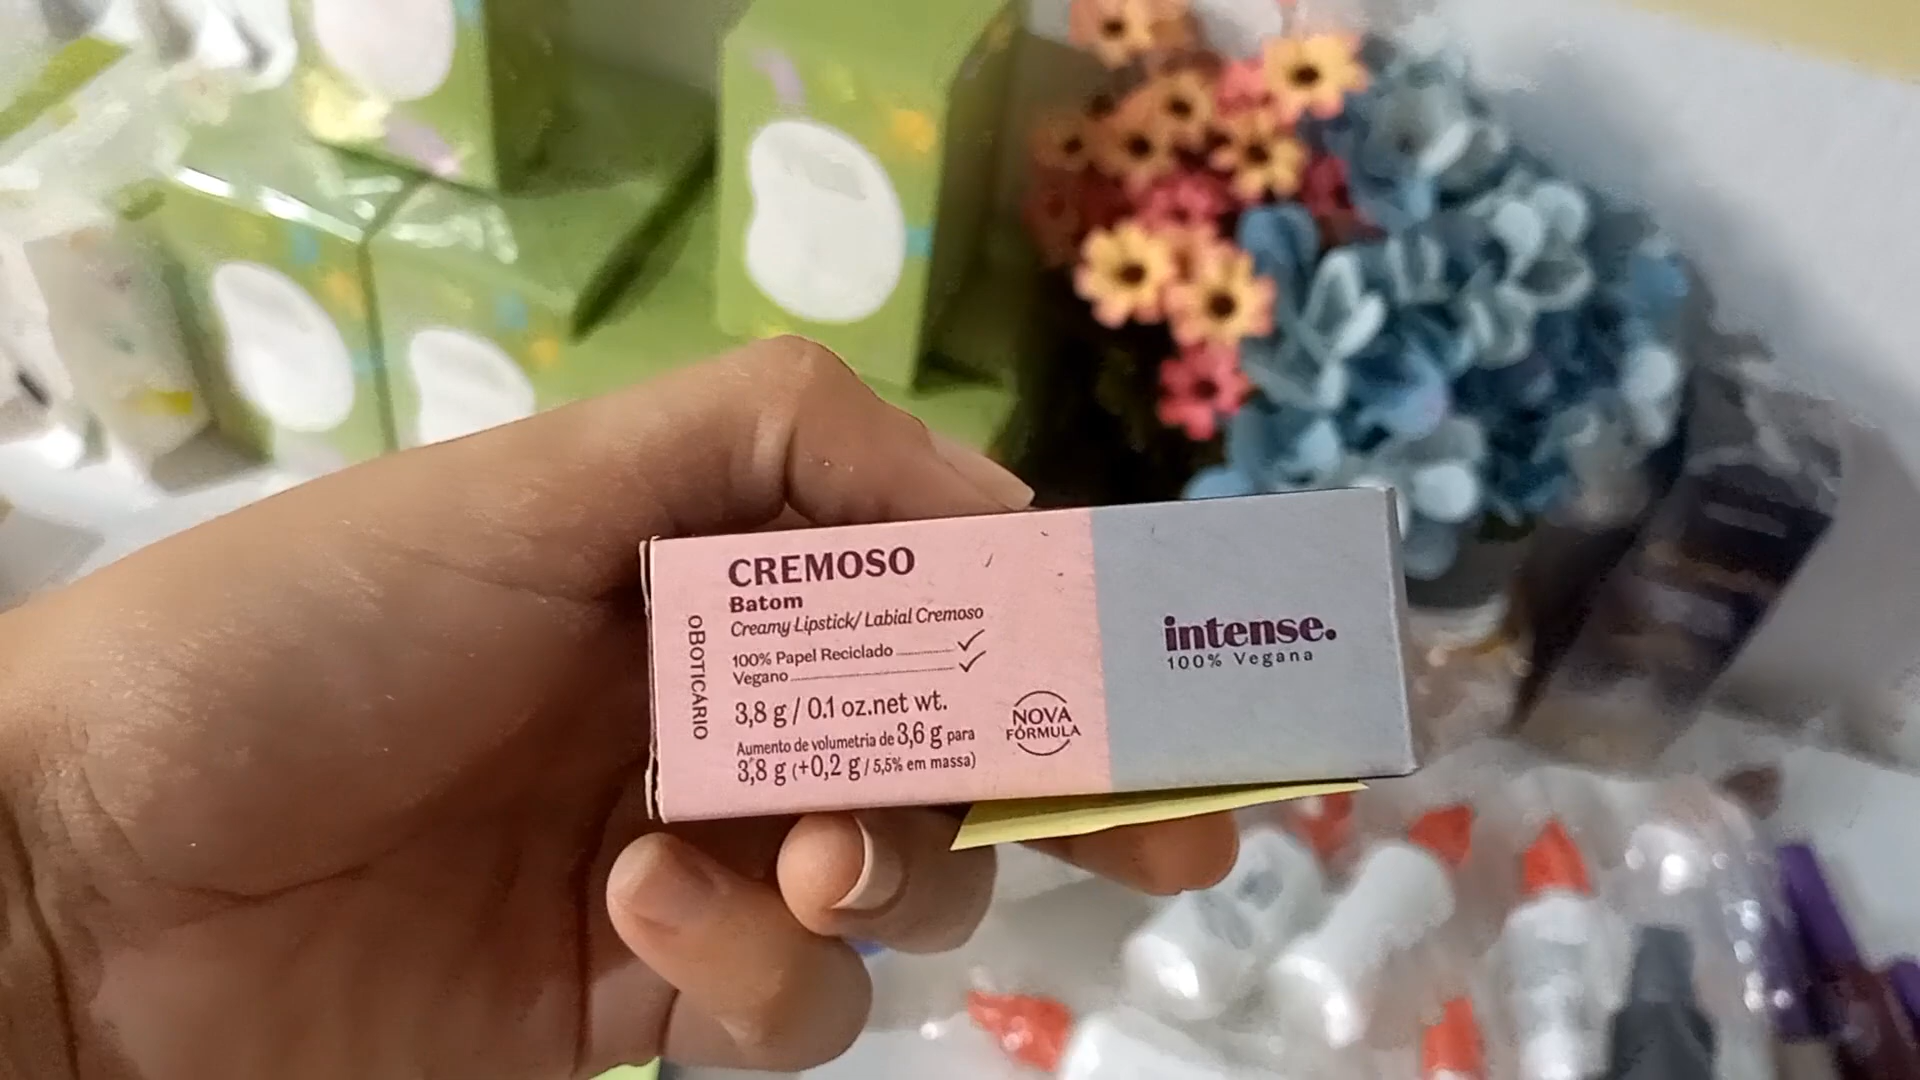 CREMOSO
Batom
Creamy Lipstick/ Labial Cremoso
100% Papel Reciclado
Vegano
3,8 g / 0.1 oz.net wt.
Aumento de volumetria de 3,6 g para
3,8 g (+0,2 g / 5,5% em massa)
oBOTICÁRIO
NOVA
FÓRMULA
intense.
100% Vegana